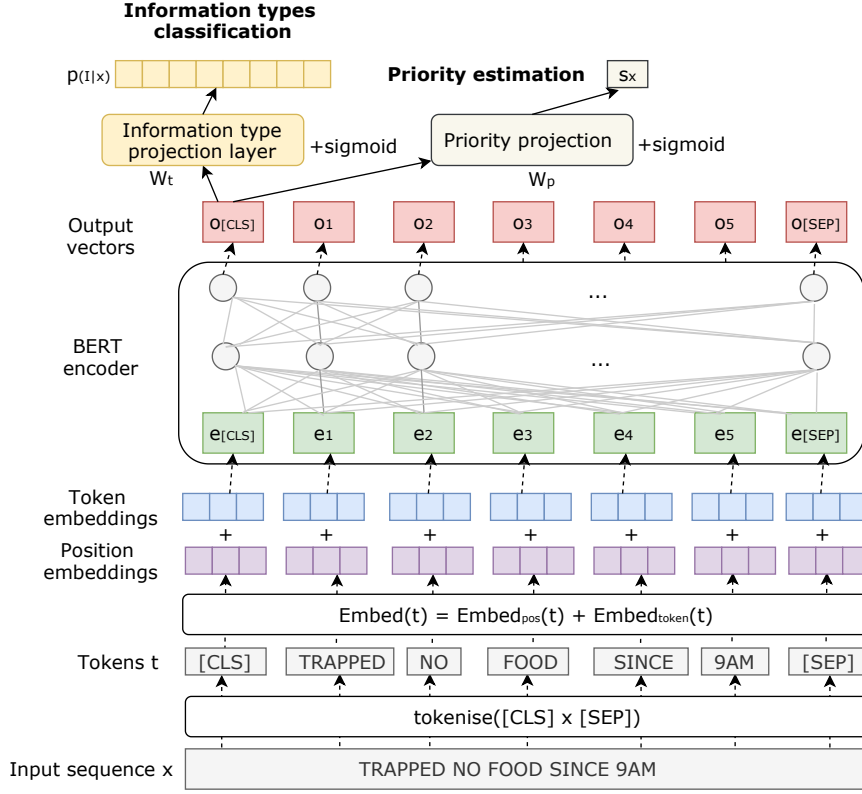 Information types
classification
p(I|x)
Priority estimation
sx
Information type
projection layer
+sigmoid
Priority projection
+sigmoid
Wt
Wp
Output
vectors
o[CLS] o1 o2 o3 o4 o5 o[SEP]
...
BERT
encoder
...
e[CLS] e1 e2 e3 e4 e5 e[SEP]
Token
embeddings
+ + + + + + +
Position
embeddings
Embed(t) = Embedpos(t) + Embedtoken(t)
Tokens t [CLS] TRAPPED NO FOOD SINCE 9AM [SEP]
tokenise([CLS] x [SEP])
Input sequence x TRAPPED NO FOOD SINCE 9AM